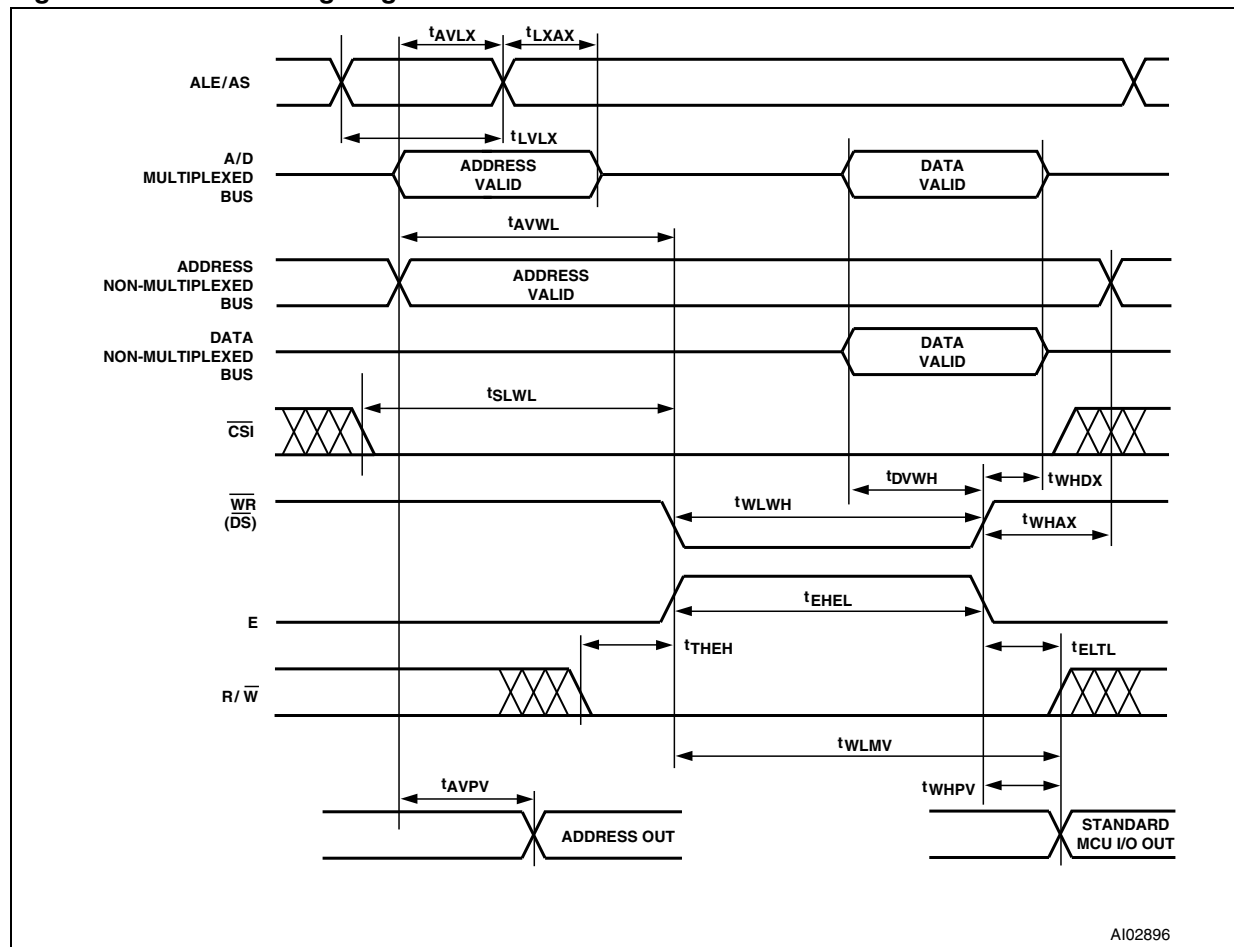 tAVLX tLXAX
ALE/AS
tLVLX
A/D
MULTIPLEXED
BUS
ADDRESS
VALID
DATA
VALID
tAVWL
ADDRESS
NON-MULTIPLEXED
BUS
ADDRESS
VALID
DATA
NON-MULTIPLEXED
BUS
DATA
VALID
tSLWL
CSI
tDVWH tWHDX
WR
(DS)
tWLWH
tWHAX
tEHEL
E
tTHEH tELTL
R/ W
tWLMV
tAVPV tWHPV
ADDRESS OUT
STANDARD
MCU I/O OUT
AI02896